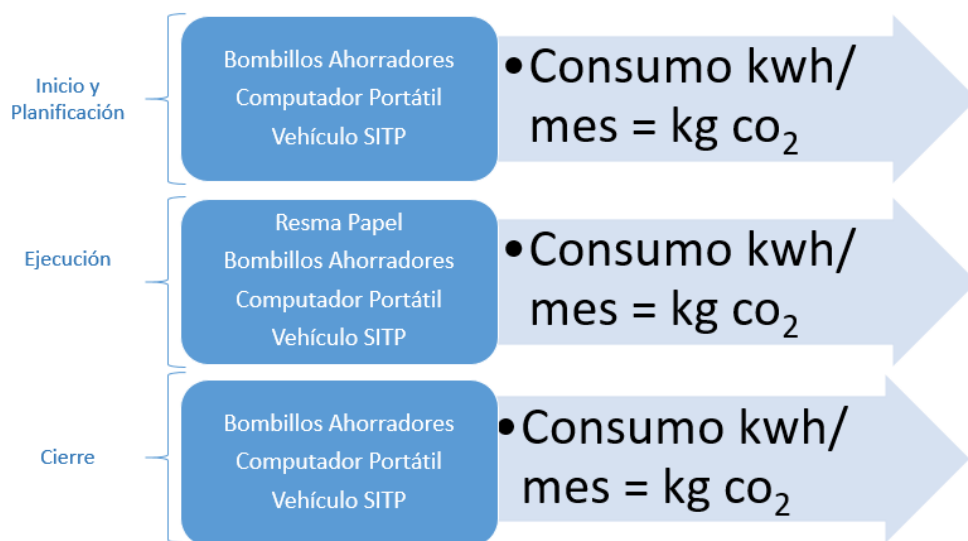 Inicio y
Planificación
Bombillos Ahorradores
Computador Portátil
Vehículo SITP
•Consumo kwh/
mes = kg co₂
Ejecución
Resma Papel
Bombillos Ahorradores
Computador Portátil
Vehículo SITP
•Consumo kwh/
mes = kg co₂
Cierre
Bombillos Ahorradores
Computador Portátil
Vehículo SITP
•Consumo kwh/
mes = kg co₂